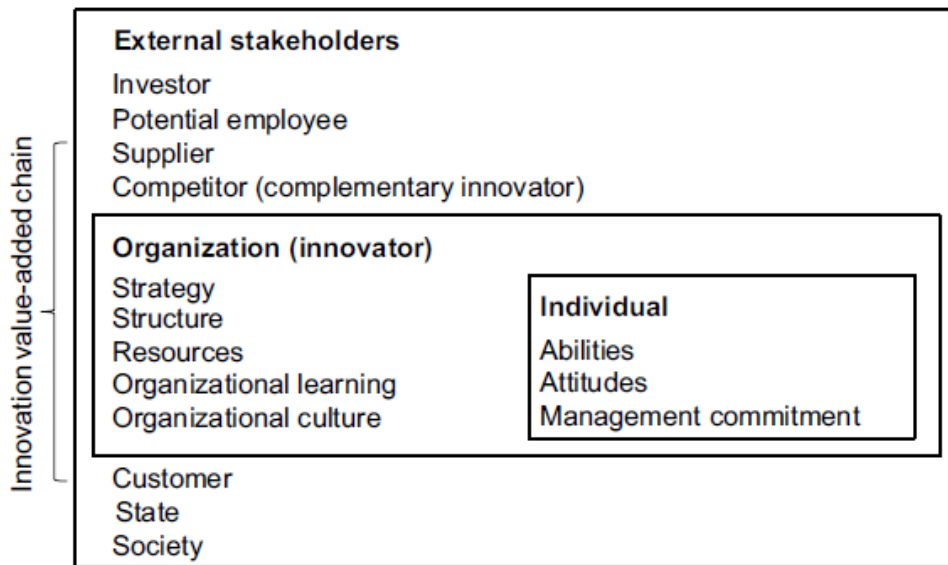 External stakeholders
Investor
Potential employee
Supplier
Competitor (complementary innovator)
Innovation value-added chain
Organization (innovator)
Strategy
Structure
Resources
Organizational learning
Organizational culture
Individual
Abilities
Attitudes
Management commitment
Customer
State
Society